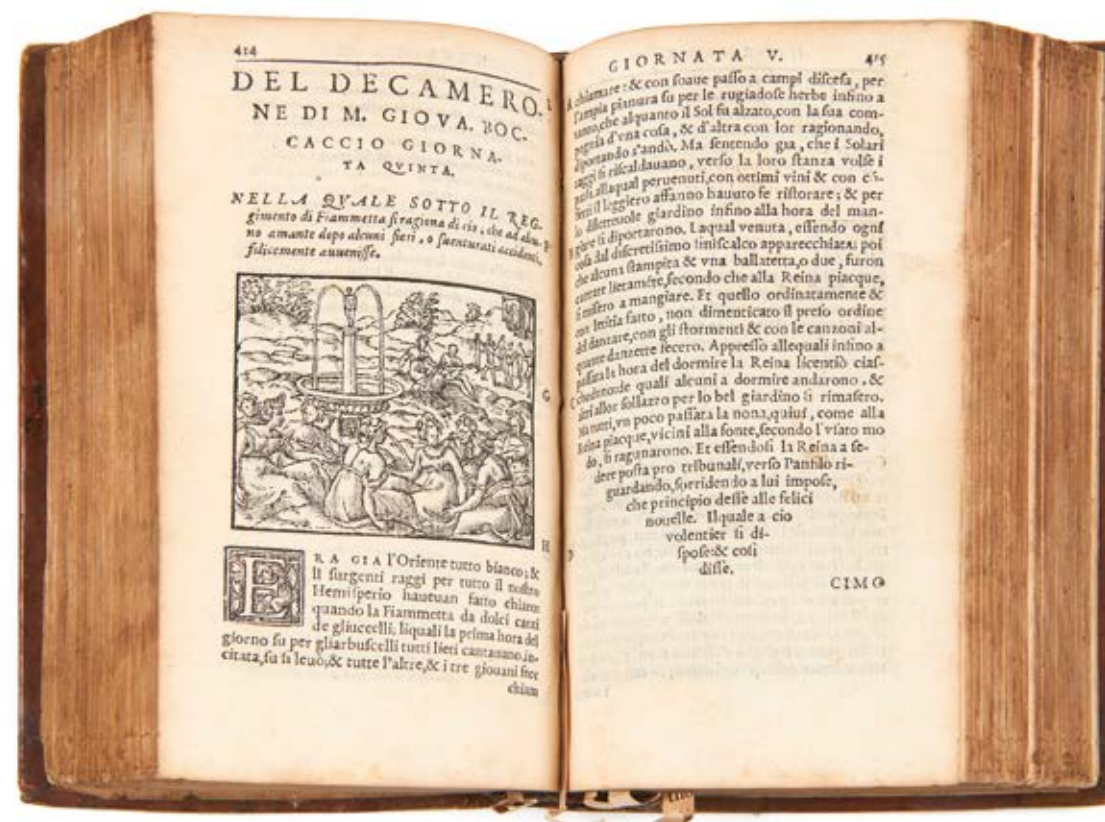 424
DEL DECAMERO-
NE DI M. GIOVA. BOC-
CACCIO GIORNA-
TA QVINTA.
NELLA QVALE SOTTO IL REG-
gimento di Fiammetta si ragiona di cio, che ad alcu-
no amante dopo alcuni fieri, o suenturati accidenti,
felicemente auuenisse.
G
H
ERA GIA l'Oriente tutto bianco; &
li surgenti raggi per tutto il nostro
Hemisperio haueuan fatto chiaro:
quando la Fiammetta da dolci canti
de gliuccelli, liquali la prima hora del
giorno su per gliarbuscelli tutti lieti cantauano, in-
citata, su si leuò, & tutte l'altre, & i tre giouani fece
chiam
GIORNATA V. 425
A chiamare: & con soaue passo a campi discesa, per
l'ampia pianura su per le rugiadose herbe infino a
tanto, che alquanto il Sol fu alzato, con la sua com-
pagnia d'vna cosa, & d'altra con lor ragionando,
diportando s'andò. Ma sentendo gia, che i Solari
raggi si riscaldauano, verso la loro stanza volse i
passi, allaqual peruenuti, con ottimi vini & con
il leggiero affanno hauuto fe ristorare; & per
lo diletteuole giardino infino alla hora del man-
giare si diportarono. Laqual venuta, essendo ogni
B cosa dal discretissimo siniscalco apparecchiata: poi
che alcuna stampita & vna ballatetta, o due, furon
cantate lietamẽte, secondo che alla Reina piacque,
si misero a mangiare. Et quello ordinatamente &
con letitia fatto, non dimenticato il preso ordine
del danzare, con gli stormenti & con le canzoni al-
quante danzette fecero. Appresso allequali infino a
passata la hora del dormire la Reina licentiò cias-
cheduno: de quali alcuni a dormire andarono, &
C altri allor sollazzo per lo bel giardino si rimasero.
Ma tutti, vn poco passata la nona, quiui, come alla
Reina piacque, vicini alla fonte, secondo l'vsato mo
do, si ragunarono. Et essendosi la Reina a se-
dere posta pro tribunali, verso Panfilo ri-
guardando, sorridendo a lui impose,
che principio desse alle felici
nouelle. Ilquale a cio
volentier si di-
D spose: & cosi
disse.
CIMO